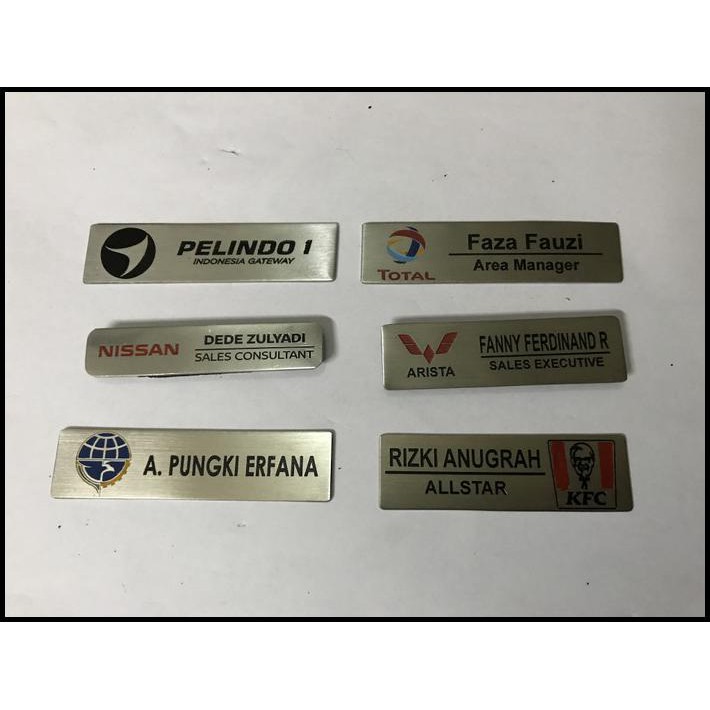 PELINDO 1
INDONESIA GATEWAY
TOTAL
Faza Fauzi
Area Manager
NISSAN
DEDE ZULYADI
SALES CONSULTANT
ARISTA
FANNY FERDINAND R
SALES EXECUTIVE
A. PUNGKI ERFANA
RIZKI ANUGRAH
ALLSTAR
KFC